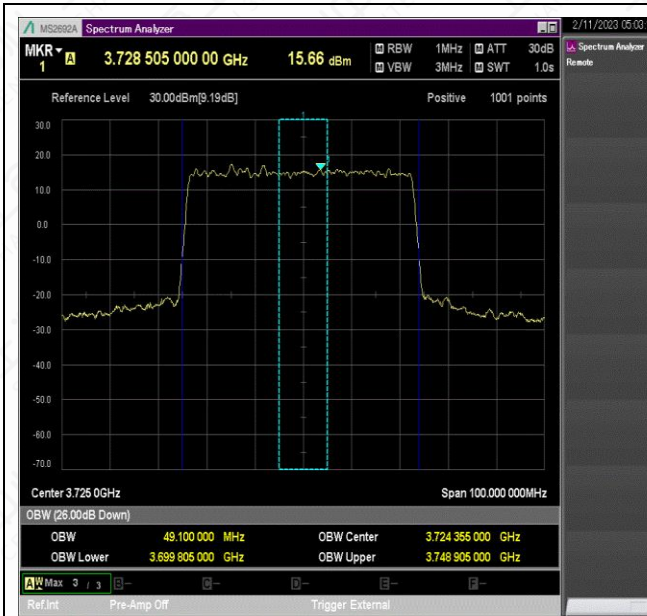 MS2692A Spectrum Analyzer
2/11/2023 05:03:
MKR 1 A 3.728 505 000 00 GHz 15.66 dBm M RBW 1MHz M ATT 30dB
M VBW 3MHz M SWT 1.0s
Spectrum Analyzer
Remote
Reference Level 30.00dBm[9.19dB] Positive 1001 points
30.0
20.0
10.0
0.0
-10.0
-20.0
-30.0
-40.0
-50.0
-60.0
-70.0
Center 3.725 0GHz Span 100.000 000MHz
OBW (26.00dB Down)
OBW 49.100 000 MHz OBW Center 3.724 355 000 GHz
OBW Lower 3.699 805 000 GHz OBW Upper 3.748 905 000 GHz
A W Max 3 / 3 B- C- D- E- F-
Ref.Int Pre-Amp Off Trigger External